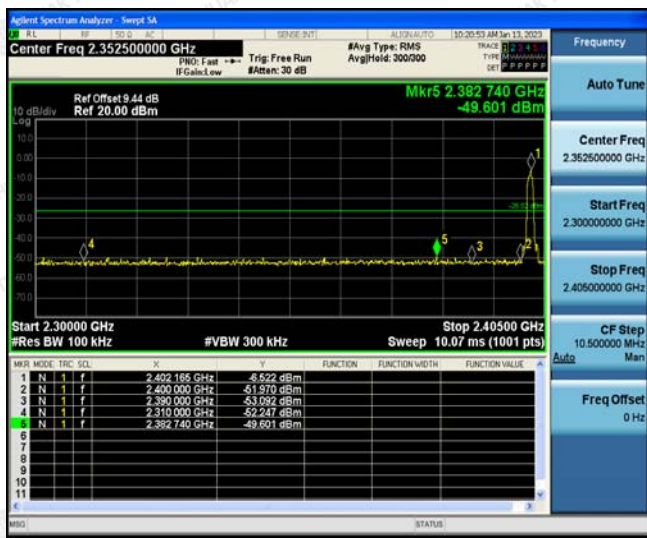 Agilent Spectrum Analyzer - Swept SA
RL RF 50 Ω AC SENSE:INT ALIGN AUTO 10:20:53 AM Jan 13, 2023
Center Freq 2.352500000 GHz
PNO: Fast
IFGain:Low
Trig: Free Run
#Atten: 30 dB
#Avg Type: RMS
Avg|Hold: 300/300
TRACE 1 2 3 4 5 6
TYPE
DET P P P P P P
Frequency
Mkr5 2.382 740 GHz
-49.601 dBm
Ref Offset 9.44 dB
10 dB/div Ref 20.00 dBm
Log
10.0
0.00
-10.0
-20.0
-30.0
-40.0
-50.0
-60.0
-70.0
1
2
3
4
5
Start 2.30000 GHz Stop 2.40500 GHz
#Res BW 100 kHz #VBW 300 kHz Sweep 10.07 ms (1001 pts)
MKR MODE TRC SCL X Y FUNCTION FUNCTION WIDTH FUNCTION VALUE
1 N 1 f 2.402 165 GHz -6.522 dBm
2 N 1 f 2.400 000 GHz -51.970 dBm
3 N 1 f 2.390 000 GHz -53.092 dBm
4 N 1 f 2.310 000 GHz -52.247 dBm
5 N 1 f 2.382 740 GHz -49.601 dBm
6
7
8
9
10
11
MSG STATUS
Auto Tune
Center Freq
2.352500000 GHz
Start Freq
2.300000000 GHz
Stop Freq
2.405000000 GHz
CF Step
10.500000 MHz
Auto Man
Freq Offset
0 Hz